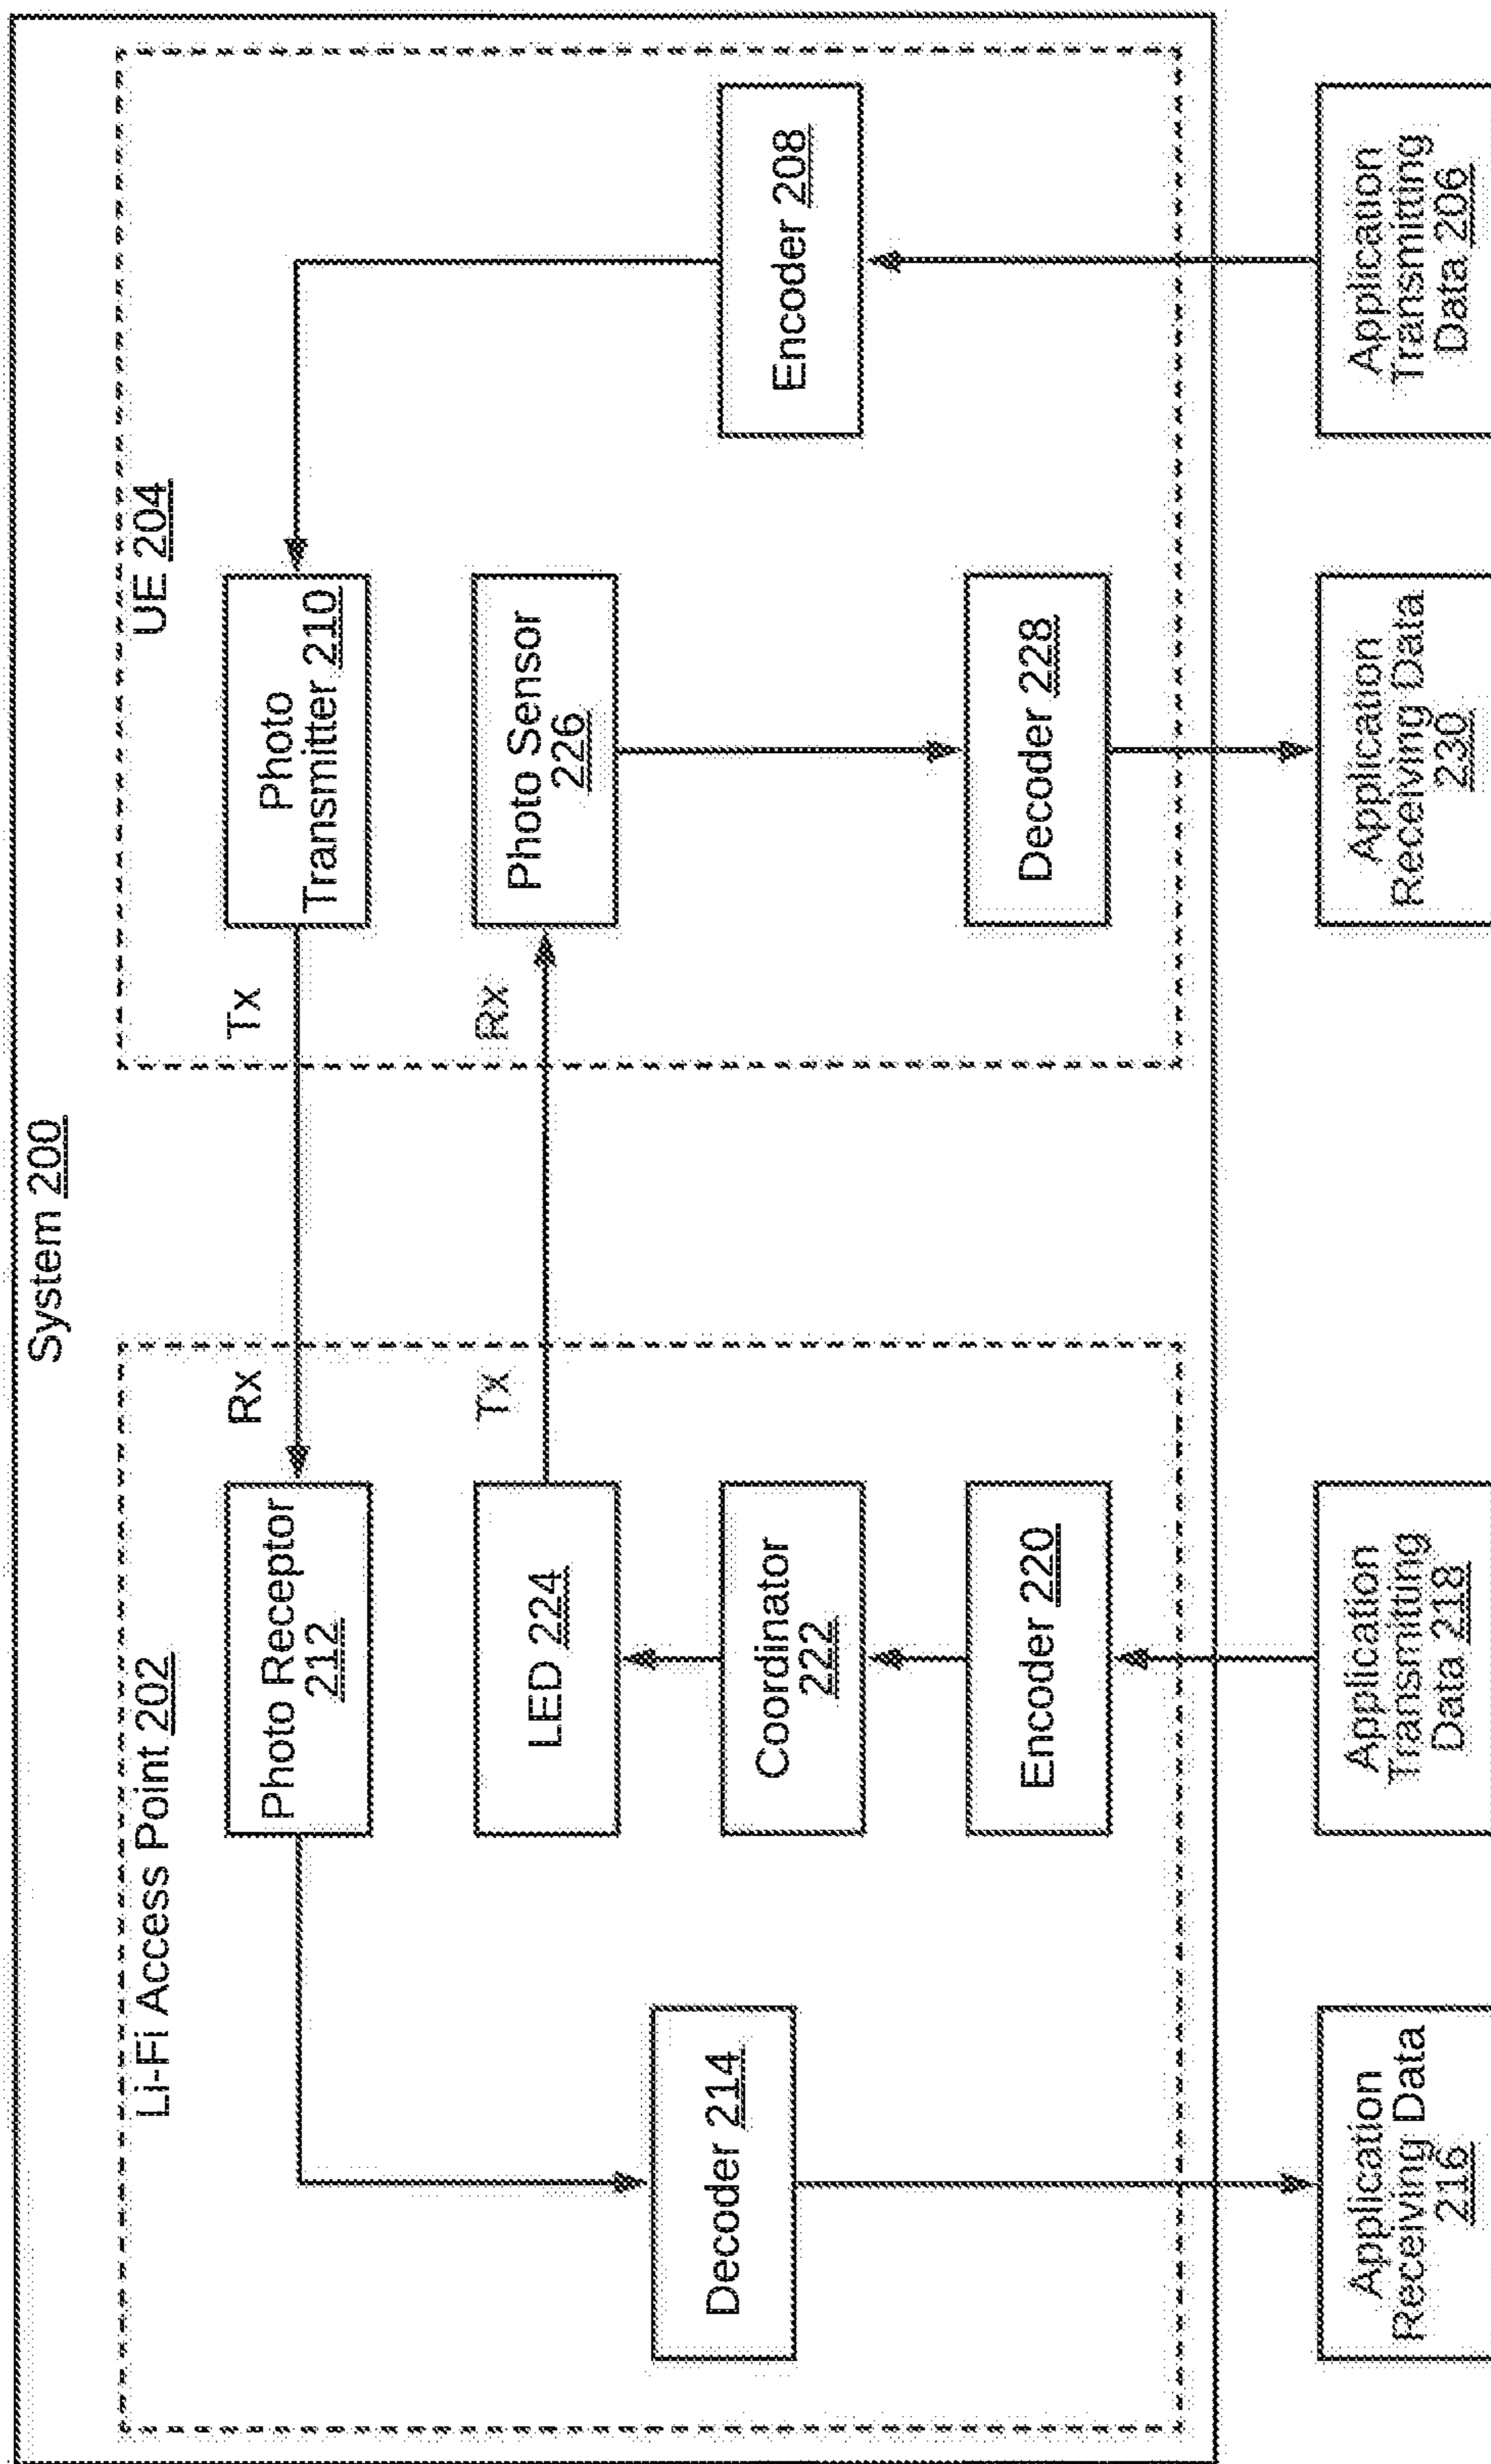 System 200
Li-Fi Access Point 202
UE 204
Photo Receptor
212
Rx
Tx
Photo
Transmitter 210
LED 224
Tx
Rx
Photo Sensor
226
Decoder 214
Coordinator
222
Encoder 208
Encoder 220
Decoder 228
Application
Receiving Data
216
Application
Transmitting
Data 218
Application
Receiving Data
230
Application
Transmitting
Data 206